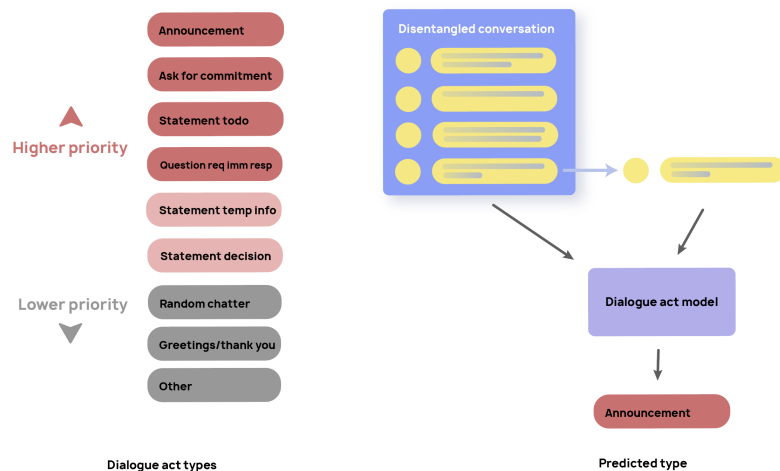 Announcement
Ask for commitment
Statement todo
Higher priority
Question req imm resp
Statement temp info
Statement decision
Lower priority
Random chatter
Greetings/thank you
Other
Dialogue act types
Disentangled conversation
Dialogue act model
Announcement
Predicted type